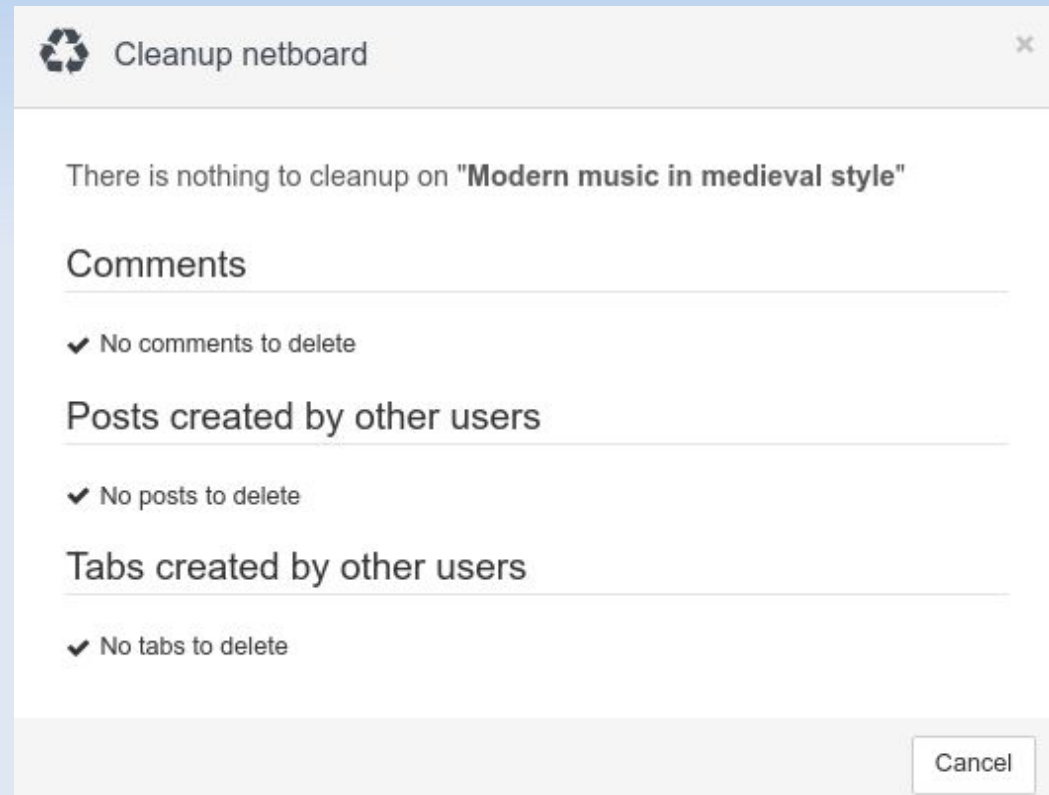 Cleanup netboard
×
There is nothing to cleanup on "Modern music in medieval style"
Comments
✔ No comments to delete
Posts created by other users
✔ No posts to delete
Tabs created by other users
✔ No tabs to delete
Cancel